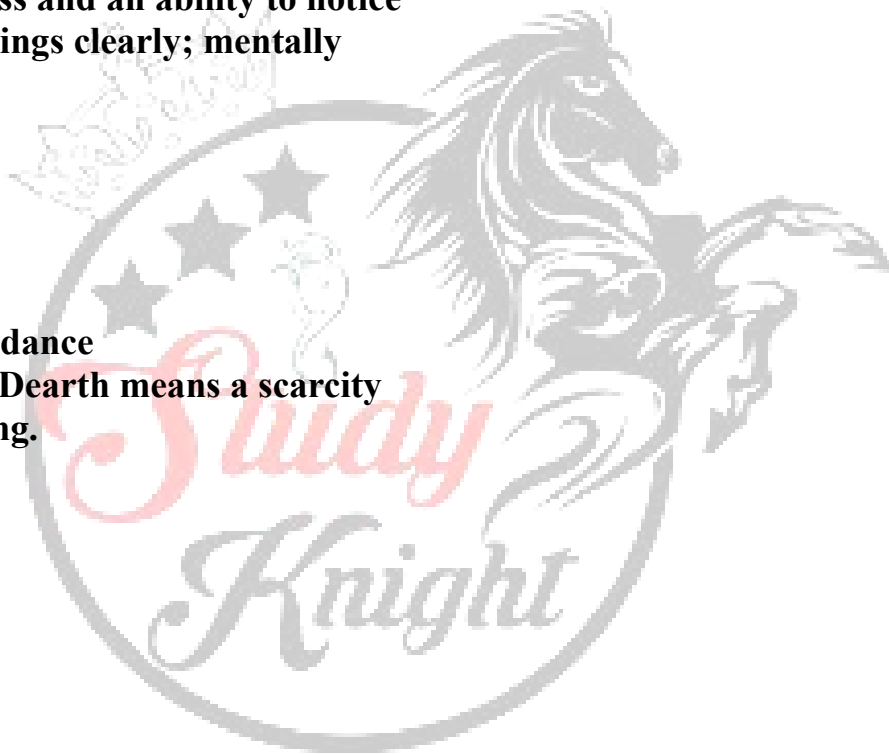 ss and an ability to notice
ings clearly; mentally
dance
Dearth means a scarcity
ng.
Study
Knight